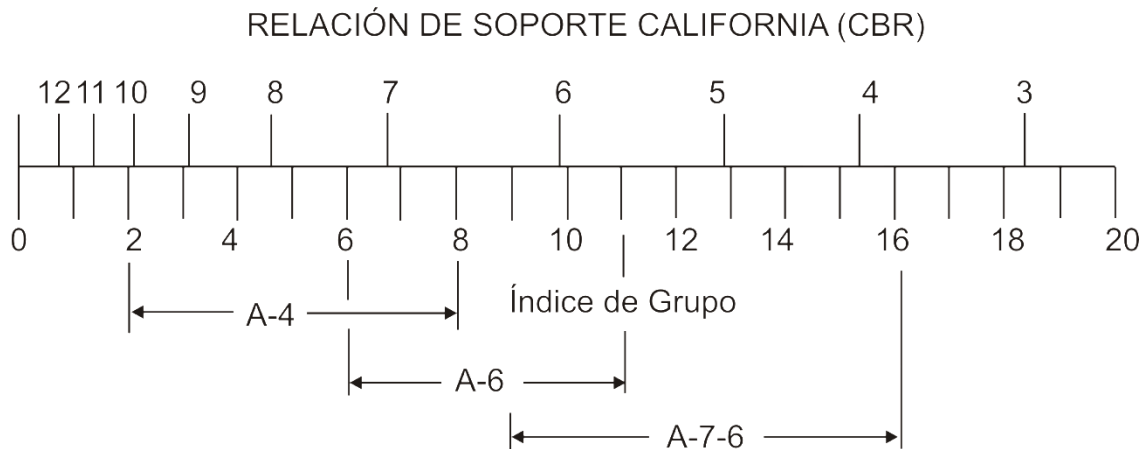 RELACIÓN DE SOPORTE CALIFORNIA (CBR)
12 11 10 9 8 7 6 5 4 3
0 2 4 6 8 10 12 14 16 18 20
Índice de Grupo
A-4
A-6
A-7-6